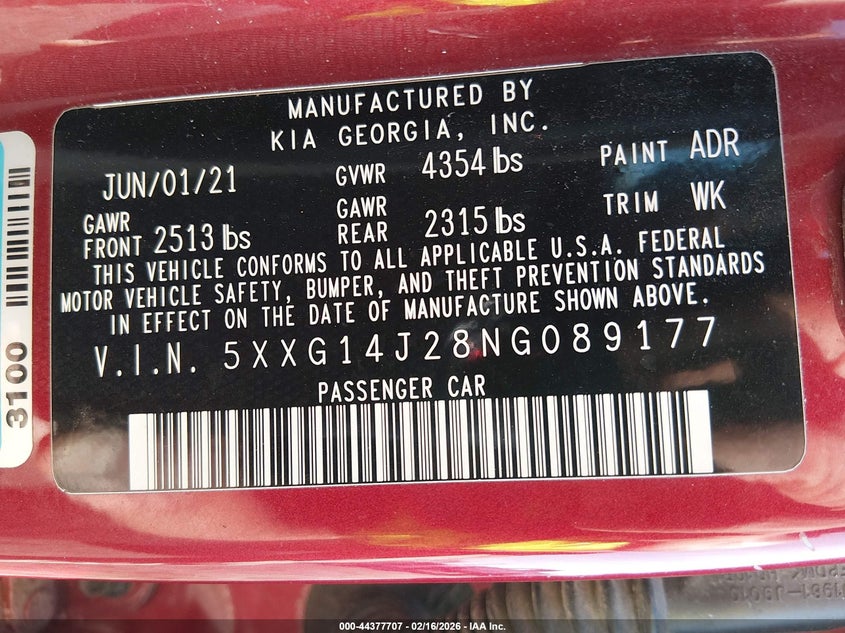 MANUFACTURED BY
KIA GEORGIA, INC.
JUN/01/21 GVWR 4354 lbs PAINT ADR
GAWR FRONT 2513 lbs GAWR REAR 2315 lbs TRIM WK
THIS VEHICLE CONFORMS TO ALL APPLICABLE U.S.A. FEDERAL
MOTOR VEHICLE SAFETY, BUMPER, AND THEFT PREVENTION STANDARDS
IN EFFECT ON THE DATE OF MANUFACTURE SHOWN ABOVE.
V.I.N. 5XXG14J28NG089177
PASSENGER CAR
3100
000-44377707 - 02/16/2026 - IAA Inc.